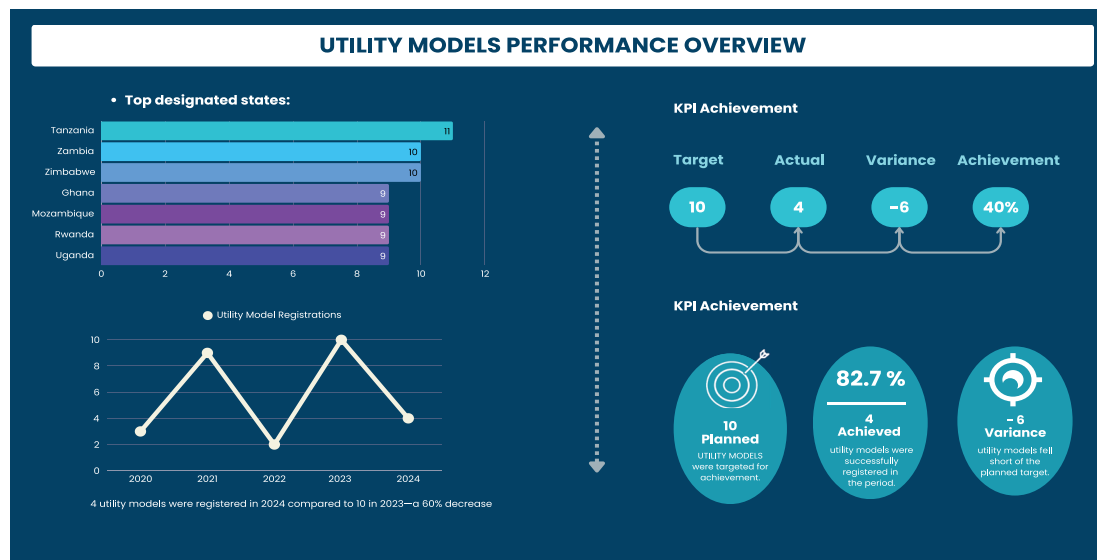 UTILITY MODELS PERFORMANCE OVERVIEW
• Top designated states:
Tanzania 11
Zambia 10
Zimbabwe 10
Ghana 9
Mozambique 9
Rwanda 9
Uganda 9
0 2 4 6 8 10 12
Utility Model Registrations
10
8
6
4
2
0
2020 2021 2022 2023 2024
4 utility models were registered in 2024 compared to 10 in 2023—a 60% decrease
KPI Achievement
Target Actual Variance Achievement
10 4 -6 40%
KPI Achievement
10
Planned
UTILITY MODELS
were targeted for
achievement.
82.7 %
4
Achieved
utility models were
successfully
registered in
the period.
- 6
Variance
utility models fell
short of the
planned target.